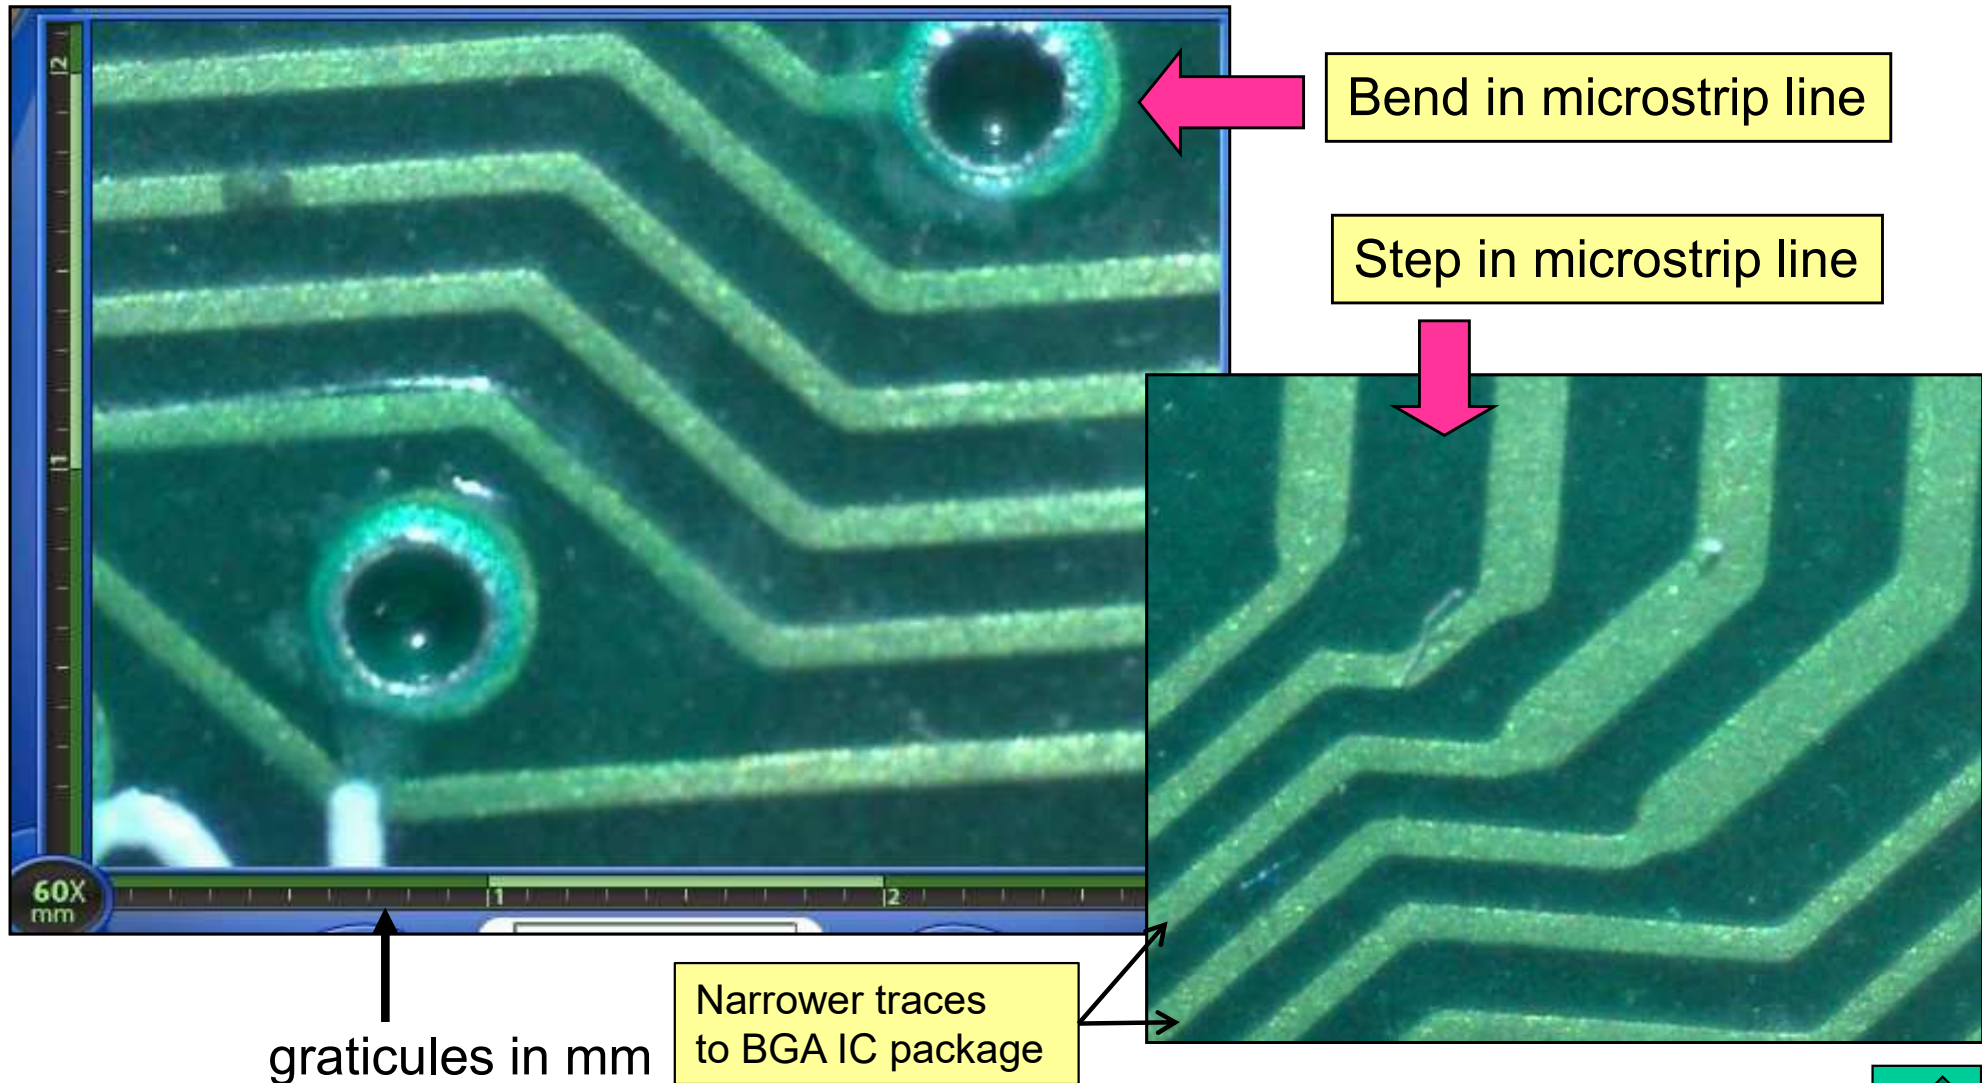 2
Bend in microstrip line
Step in microstrip line
1
60X
mm
1
2
Narrower traces
to BGA IC package
graticules in mm